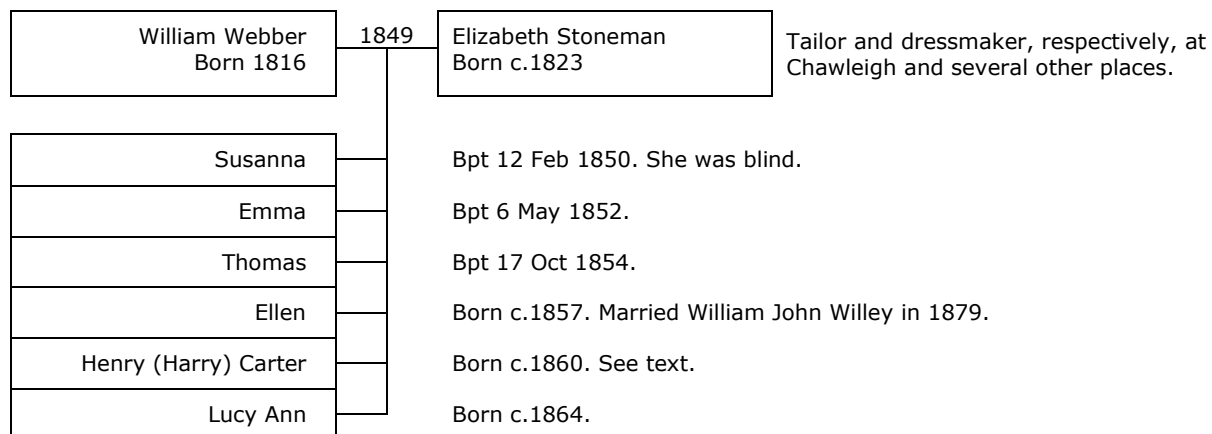 William Webber
Born 1816
1849
Elizabeth Stoneman
Born c.1823
Tailor and dressmaker, respectively, at
Chawleigh and several other places.
Susanna
Bpt 12 Feb 1850. She was blind.
Emma
Bpt 6 May 1852.
Thomas
Bpt 17 Oct 1854.
Ellen
Born c.1857. Married William John Willey in 1879.
Henry (Harry) Carter
Born c.1860. See text.
Lucy Ann
Born c.1864.